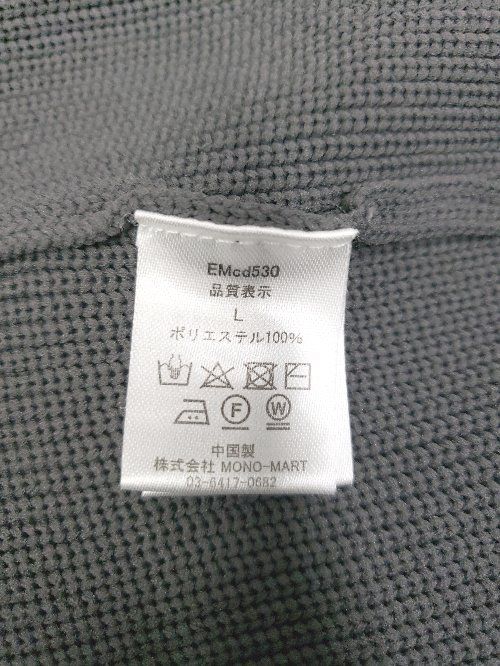 EMcd530
品質表示
L
ポリエステル100%
F W
中国製
株式会社 MONO-MART
03-6417-0682